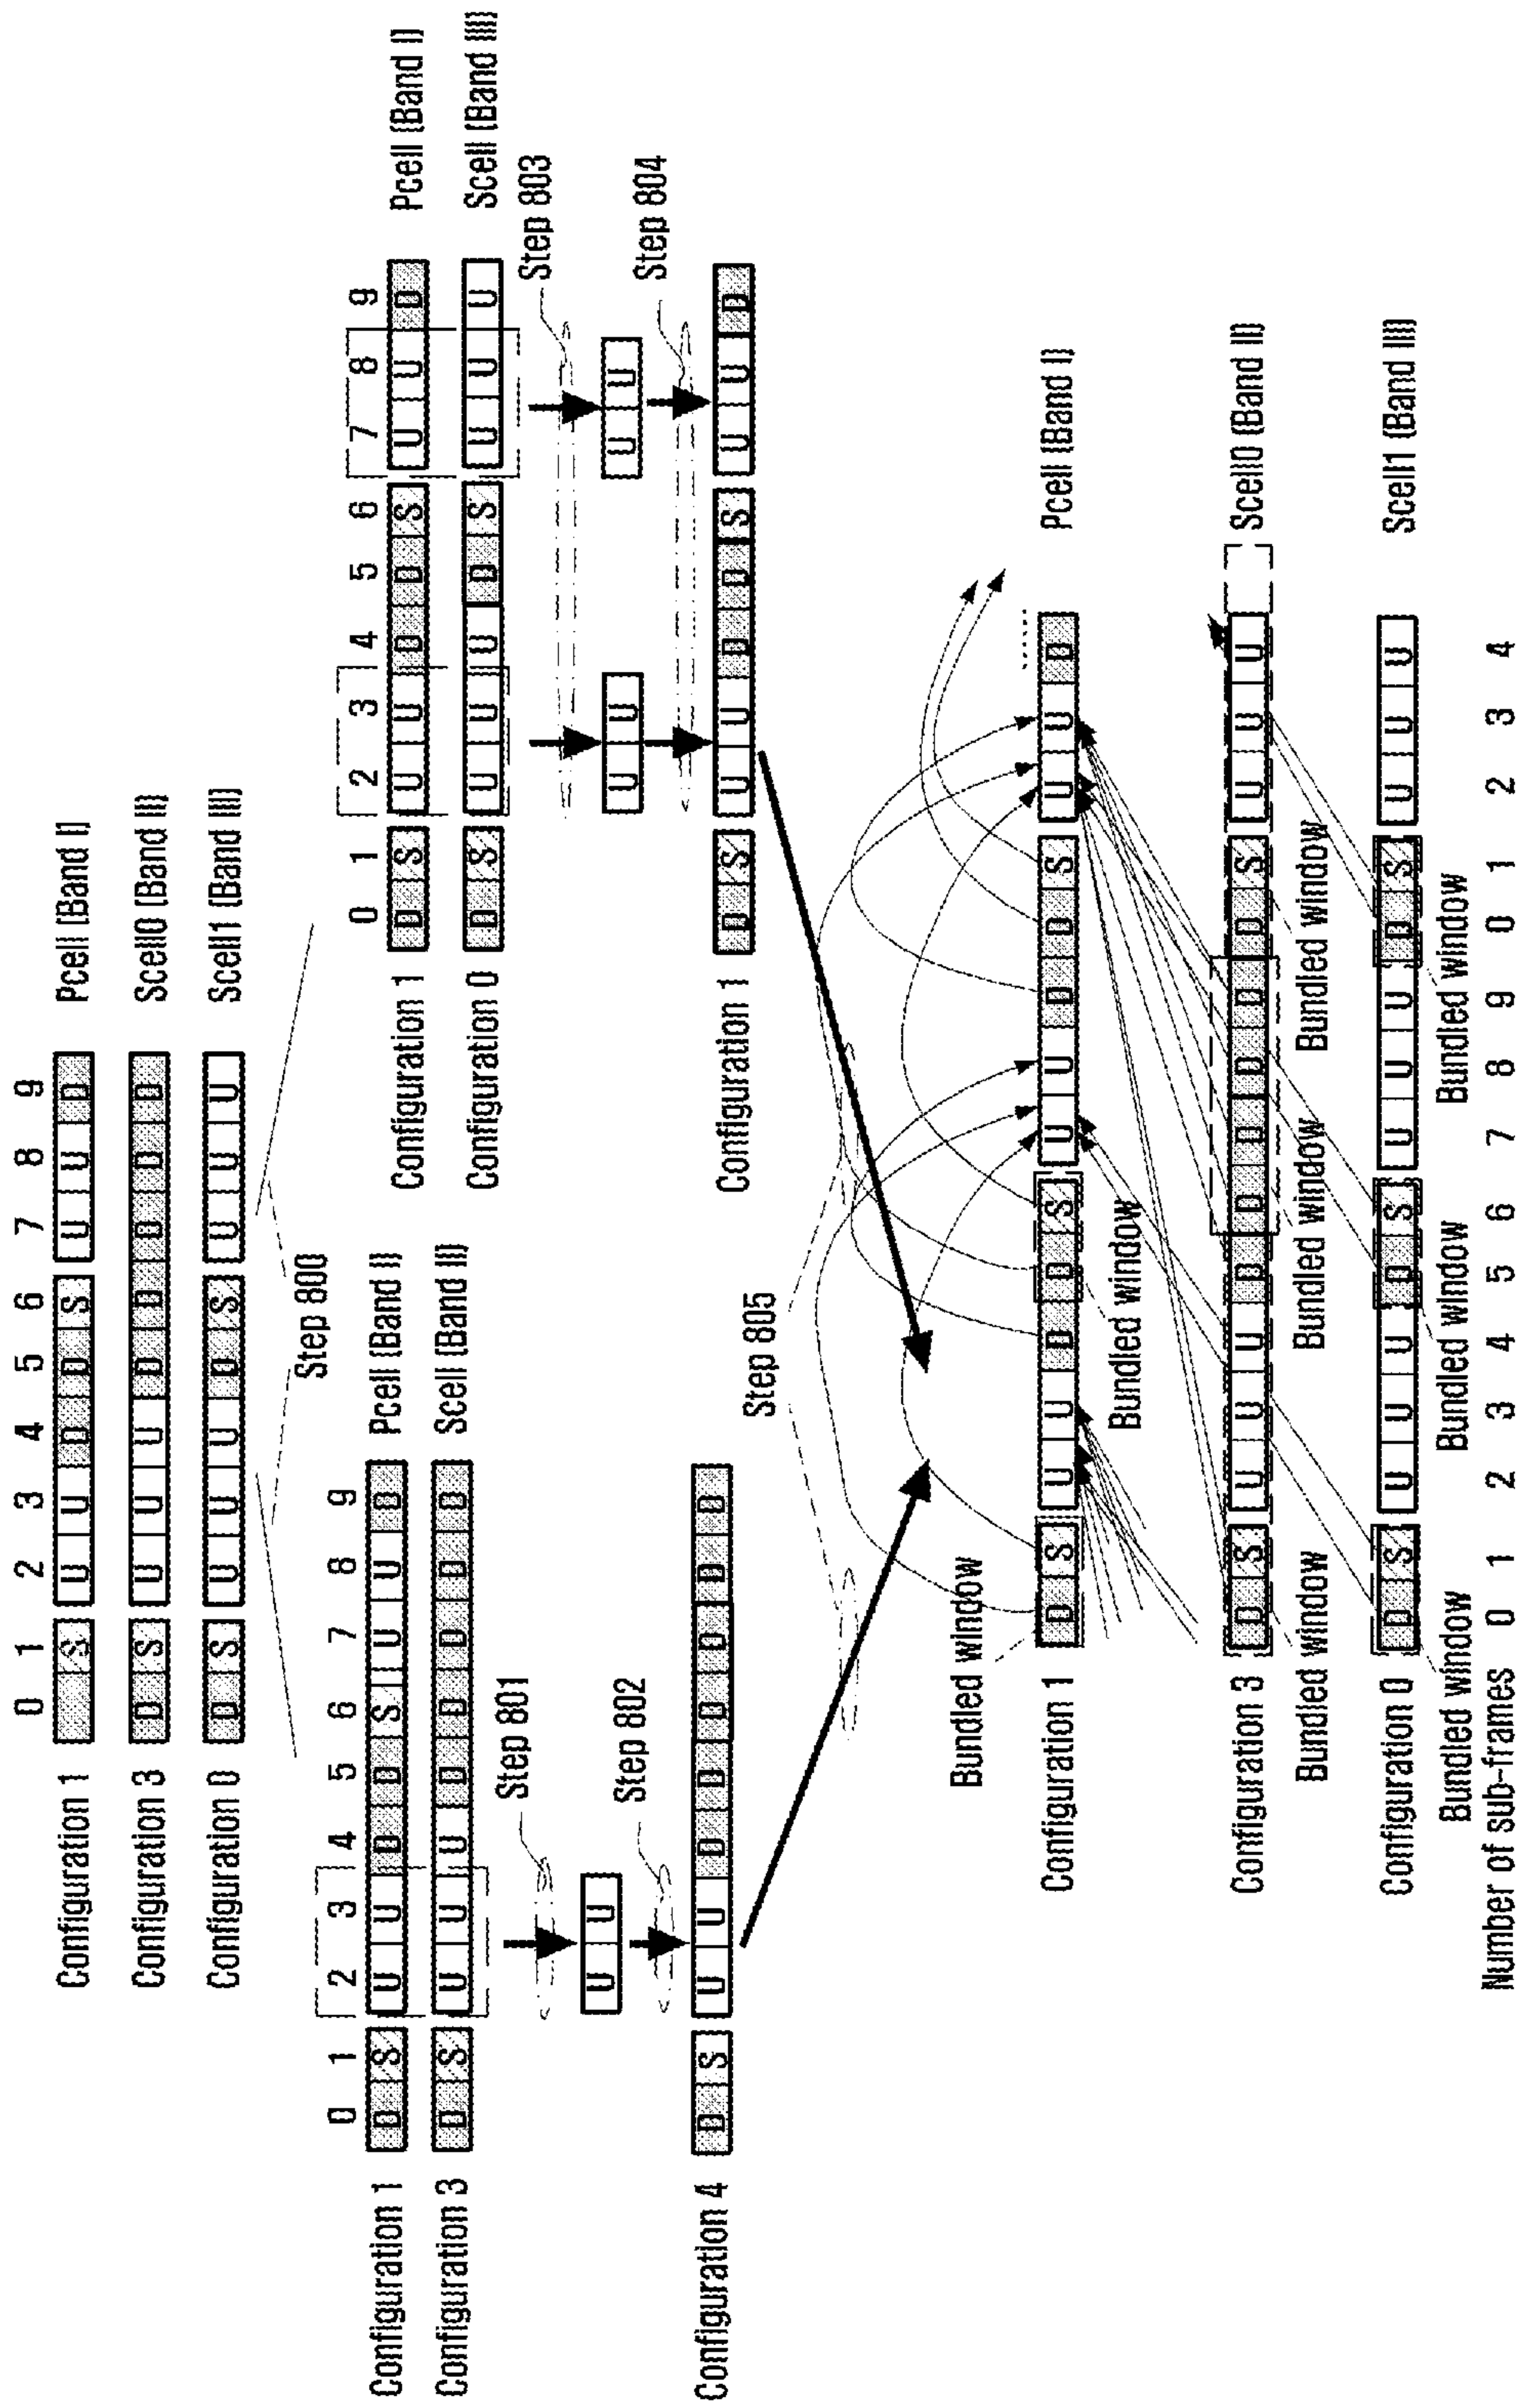 0 1 2 3 4 5 6 7 8 9
Configuration 1 S U U D D S U U D Pcell (Band I)
Configuration 3 D S U U U D D D D D Scell0 (Band II)
Configuration 0 D S U U U D S U U U Scell1 (Band III)
Step 800
0 1 2 3 4 5 6 7 8 9
Configuration 1 D S U U D D S U U D Pcell (Band I)
Configuration 3 D S U U U D D D D D Scell (Band II)
Step 801
U U
Step 802
Configuration 4 D S U U D D D D D D
0 1 2 3 4 5 6 7 8 9
Configuration 1 D S U U D D S U U D Pcell (Band I)
Configuration 0 D S U U U D S U U U Scell (Band III)
Step 803
U U U U
Step 804
Configuration 1 D S U U D D S U U D
Step 805
Bundled window
Configuration 1 D S U U D D S U U D D S U U D Pcell (Band I)
Bundled window
Configuration 3 D S U U U D D D D D D S U U U Scell0 (Band II)
Bundled window Bundled window Bundled window
Configuration 0 D S U U U D S U U U D S U U U Scell1 (Band III)
Bundled window Bundled window Bundled window
Number of sub-frames 0 1 2 3 4 5 6 7 8 9 0 1 2 3 4